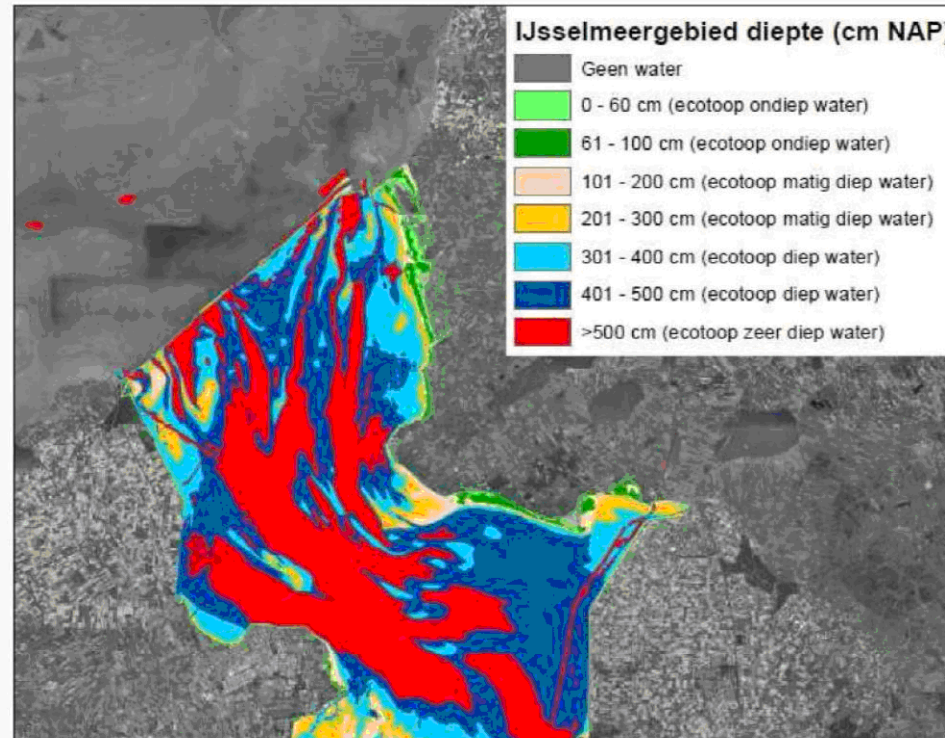 IJsselmeergebied diepte (cm NAP)
Geen water
0 - 60 cm (ecotoop ondiep water)
61 - 100 cm (ecotoop ondiep water)
101 - 200 cm (ecotoop matig diep water)
201 - 300 cm (ecotoop matig diep water)
301 - 400 cm (ecotoop diep water)
401 - 500 cm (ecotoop diep water)
>500 cm (ecotoop zeer diep water)